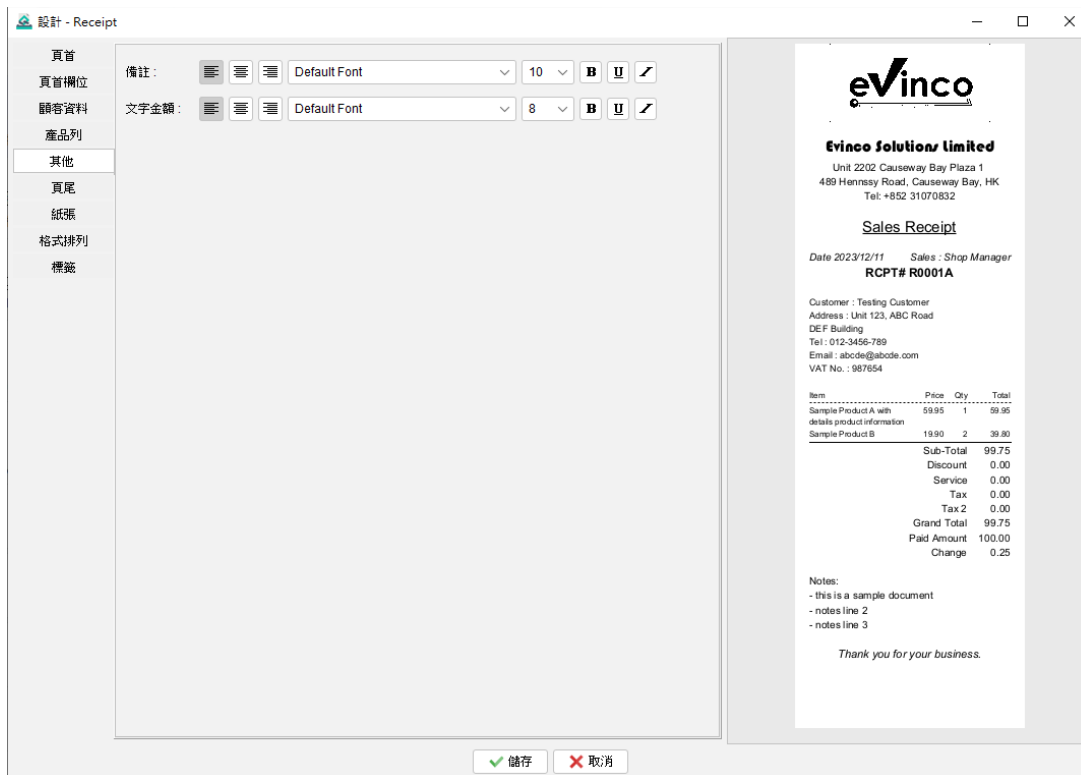 設計 - Receipt
頁首
頁首欄位
顧客資料
產品列
其他
頁尾
紙張
格式排列
標籤
備註 : Default Font 10 B U I
文字金額 : Default Font 8 B U I
儲存 取消
evinco
Evinco Solutions Limited
Unit 2202 Causeway Bay Plaza 1
489 Hennssy Road, Causeway Bay, HK
Tel: +852 31070832
Sales Receipt
Date 2023/12/11 Sales : Shop Manager
RCPT# R0001A
Customer : Testing Customer
Address : Unit 123, ABC Road
DEF Building
Tel : 012-3456-789
Email : abcde@abcde.com
VAT No. : 987654
Item Price Qty Total
Sample Product A with 59.95 1 59.95
details product information
Sample Product B 19.90 2 39.80
Sub-Total 99.75
Discount 0.00
Service 0.00
Tax 0.00
Tax 2 0.00
Grand Total 99.75
Paid Amount 100.00
Change 0.25
Notes:
- this is a sample document
- notes line 2
- notes line 3
Thank you for your business.